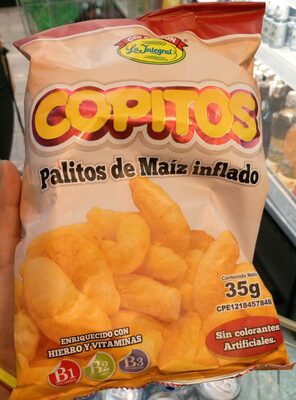 La Integral
COPITOS
Palitos de Maíz inflado
Contenido Neto
35g
CPE1218457848
Sin colorantes
Artificiales.
ENRIQUECIDO CON
HIERRO Y VITAMINAS
B1 B2 B3